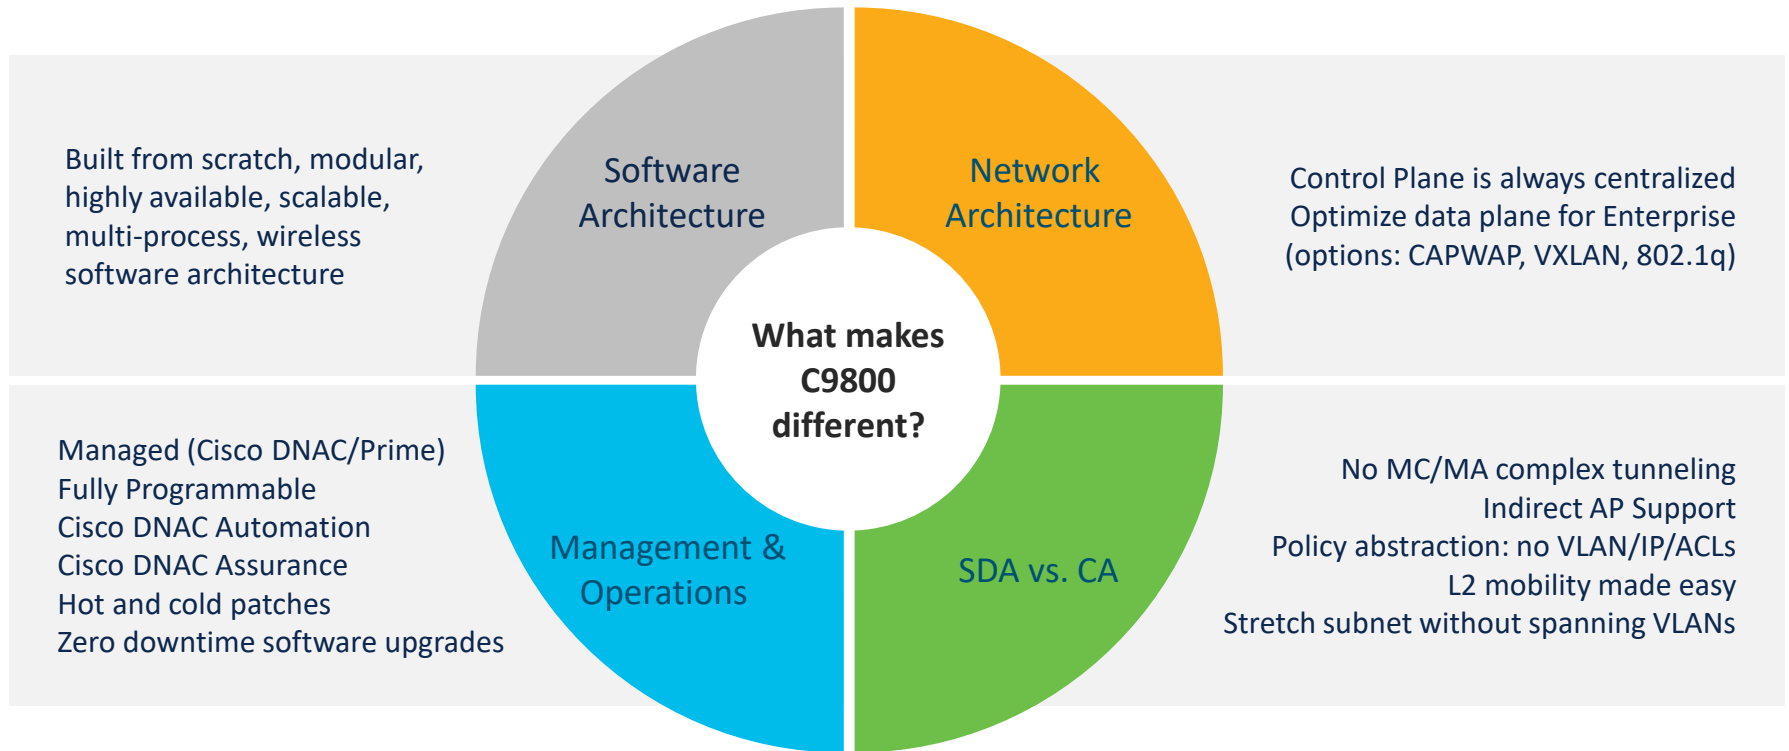 Built from scratch, modular,
highly available, scalable,
multi-process, wireless
software architecture
Software
Architecture
Network
Architecture
Control Plane is always centralized
Optimize data plane for Enterprise
(options: CAPWAP, VXLAN, 802.1q)
What makes
C9800
different?
Managed (Cisco DNAC/Prime)
Fully Programmable
Cisco DNAC Automation
Cisco DNAC Assurance
Hot and cold patches
Zero downtime software upgrades
Management &
Operations
SDA vs. CA
No MC/MA complex tunneling
Indirect AP Support
Policy abstraction: no VLAN/IP/ACLs
L2 mobility made easy
Stretch subnet without spanning VLANs